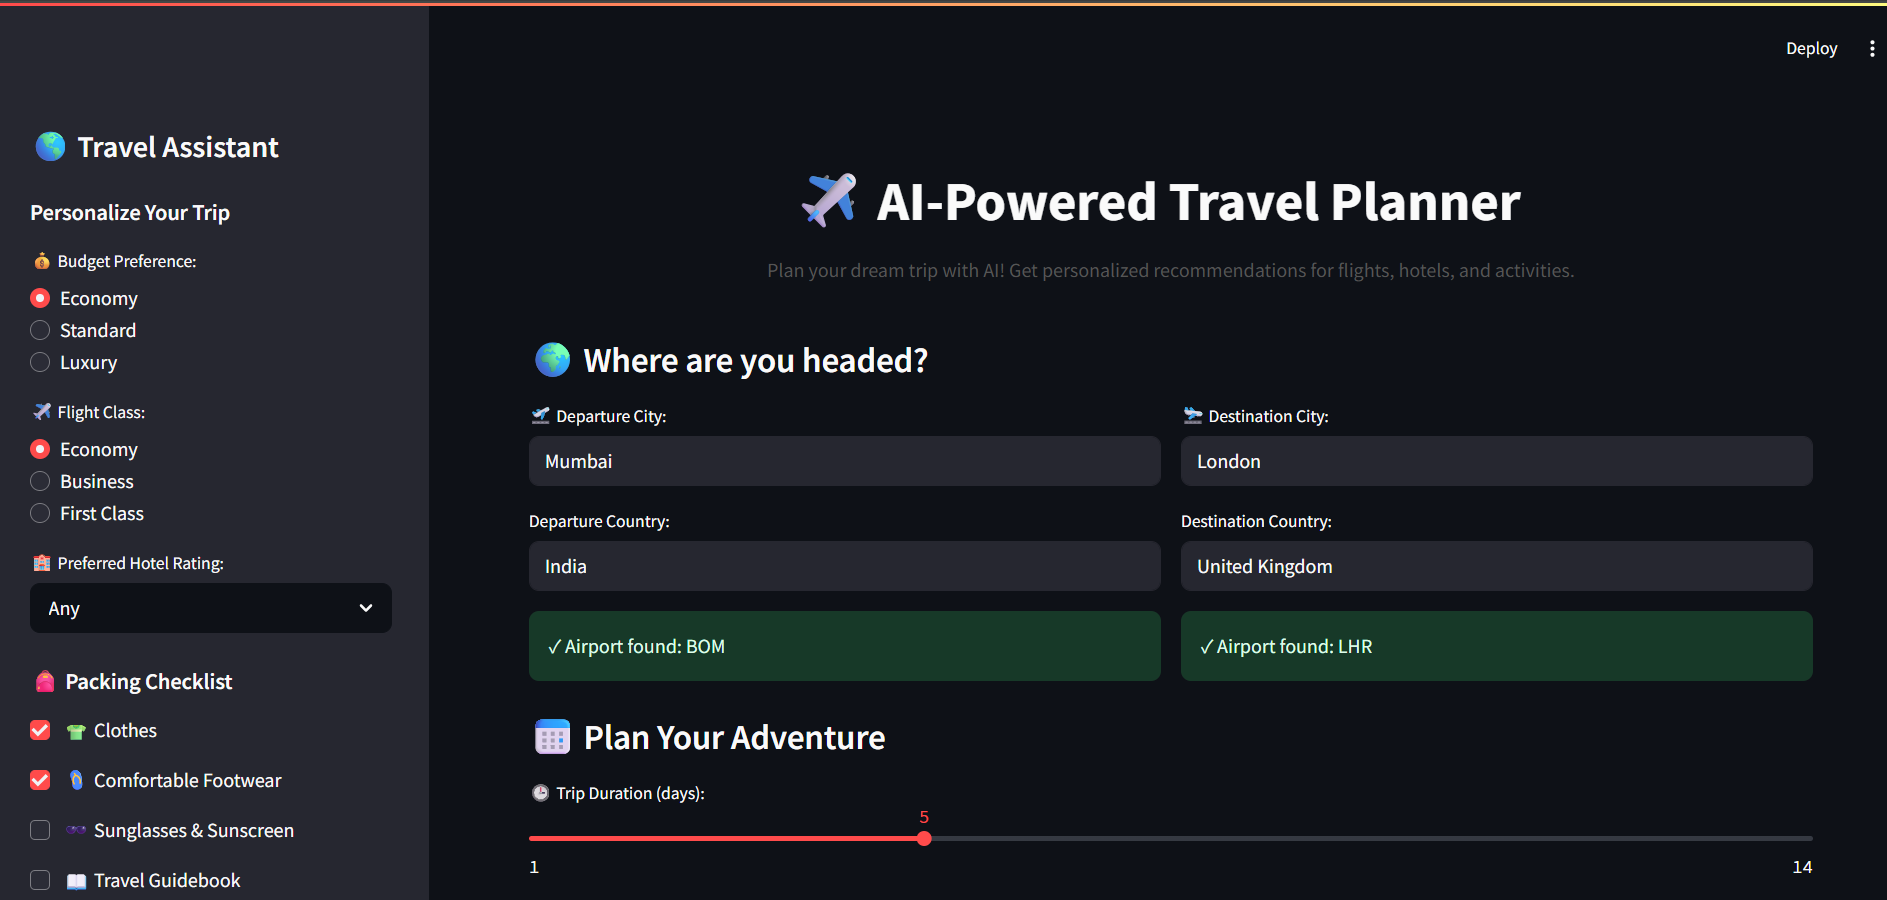 Deploy
Travel Assistant
Personalize Your Trip
Budget Preference:
Economy
Standard
Luxury
Flight Class:
Economy
Business
First Class
Preferred Hotel Rating:
Any
Packing Checklist
Clothes
Comfortable Footwear
Sunglasses & Sunscreen
Travel Guidebook
AI-Powered Travel Planner
Plan your dream trip with AI! Get personalized recommendations for flights, hotels, and activities.
Where are you headed?
Departure City:
Mumbai
Departure Country:
India
✓ Airport found: BOM
Destination City:
London
Destination Country:
United Kingdom
✓ Airport found: LHR
Plan Your Adventure
Trip Duration (days):
5
1
14